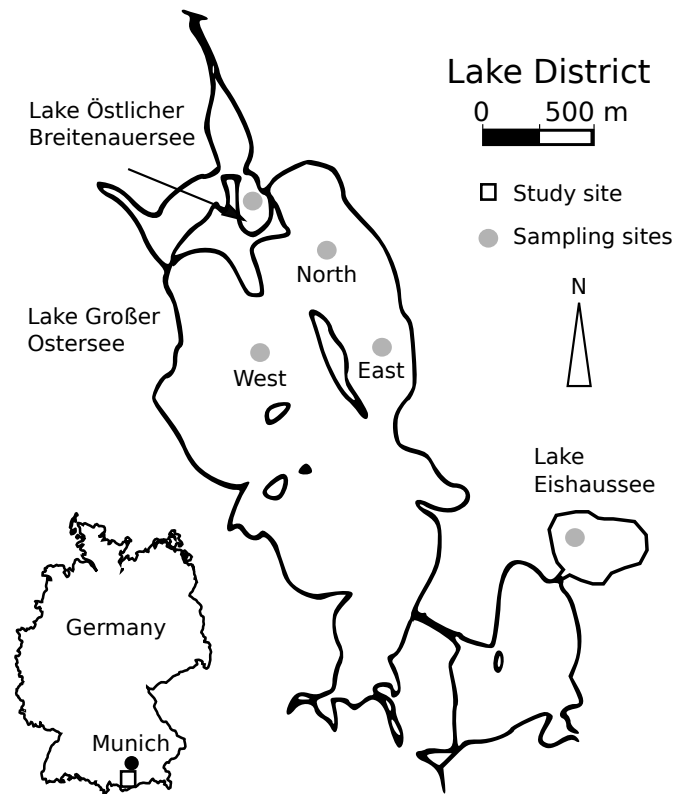 Lake District
0 500 m
Lake Östlicher
Breitenauersee
Study site
Sampling sites
North
N
Lake Großer
Ostersee
West
East
Lake
Eishaussee
Germany
Munich